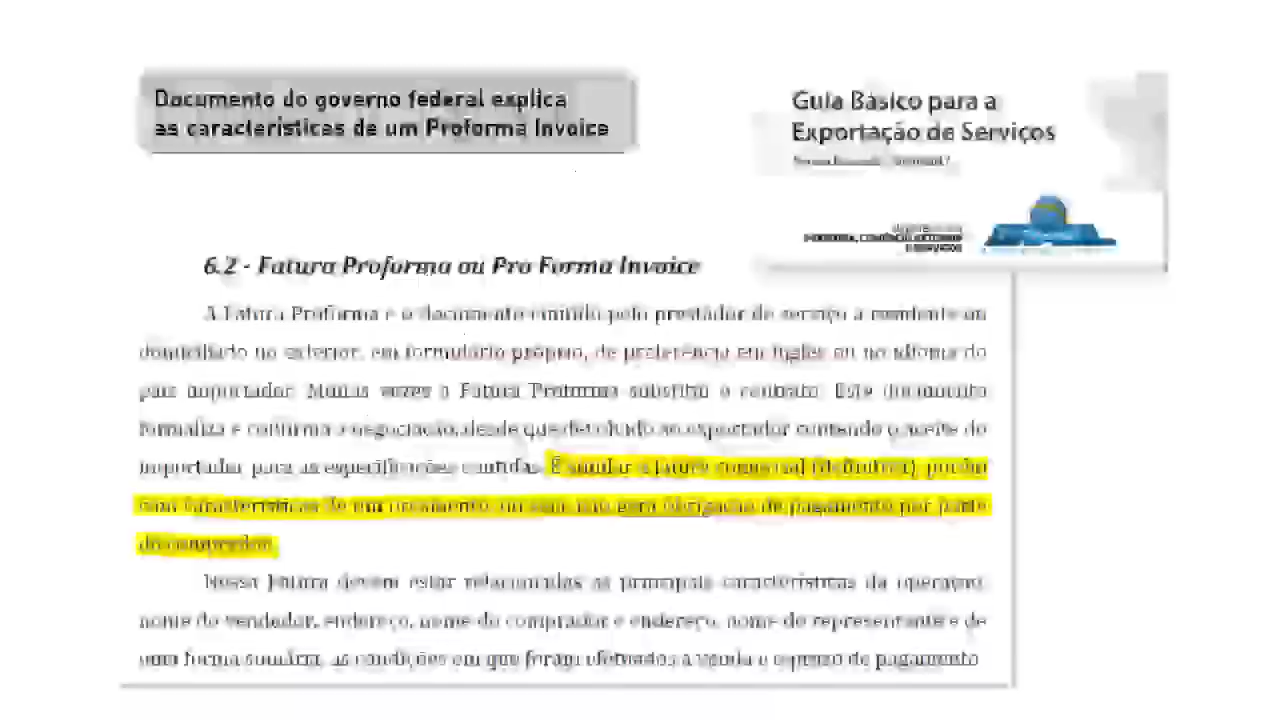 Documento do governo federal explica
as características de um Proforma Invoice
Guia Básico para a
Exportação de Serviços
6.2 - Fatura Proforma ou Pro Forma Invoice
A Fatura Proforma é o documento emitido pelo prestador de serviço a residente ou
domiciliado no exterior, em formulário próprio, de preferência em inglês ou no idioma do
país importador. Muitas vezes a Fatura Proforma substitui o contrato. Este documento
formaliza e confirma a negociação, desde que devolvido ao exportador contendo o aceite do
importador para as especificações contidas. É similar a fatura comercial (definitiva), porém
com características de um orçamento, ou seja, não gera obrigação de pagamento por parte
do comprador.
Nessa fatura devem estar relacionadas as principais características da operação:
nome do vendedor, endereço, nome do comprador e endereço, nome do representante e de
uma forma sumária, as condições em que foram efetivados a venda e o prazo de pagamento